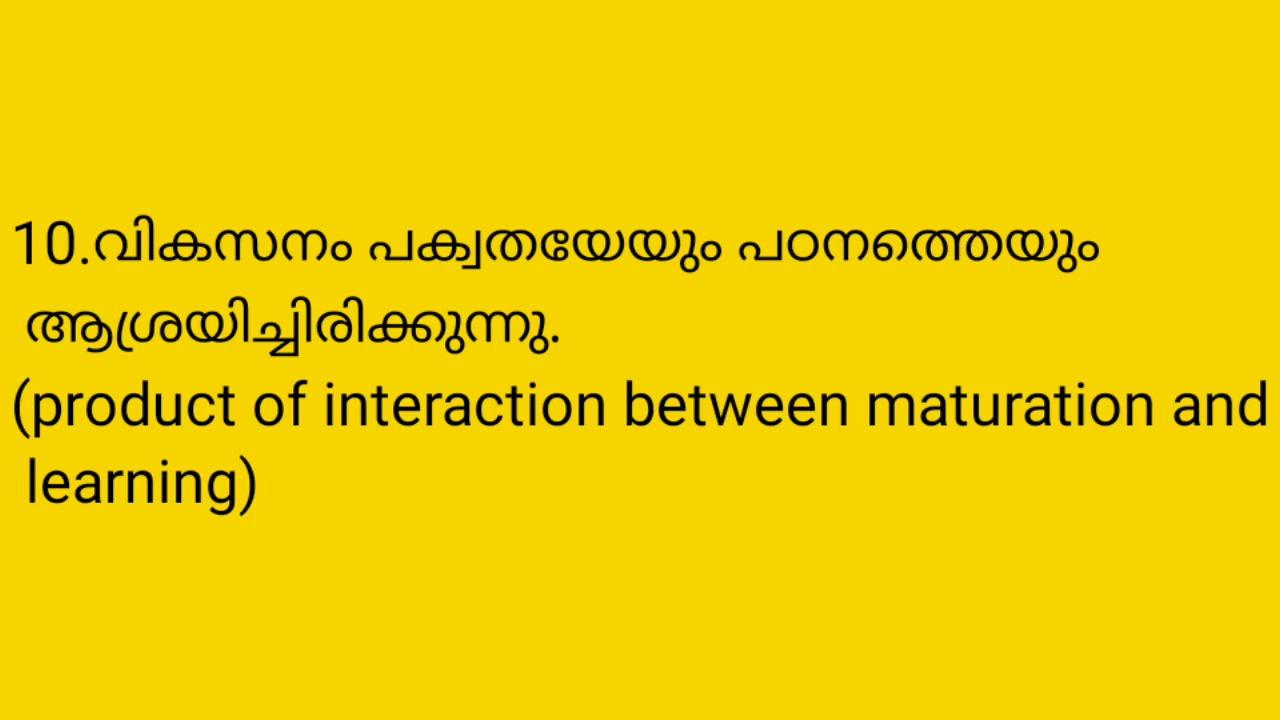 10.വികസനം പക്വതയേയും പഠനത്തെയും
ആശ്രയിച്ചിരിക്കുന്നു.
(product of interaction between maturation and
learning)